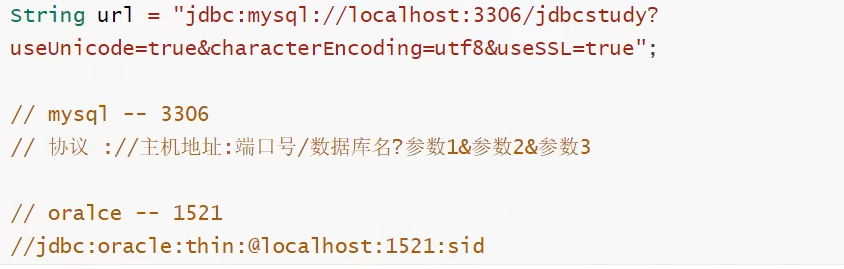 String url = "jdbc:mysql://localhost:3306/jdbcstudy?
useUnicode=true&characterEncoding=utf8&useSSL=true";
// mysql -- 3306
// 协议 ://主机地址:端口号/数据库名?参数1&参数2&参数3
// oralce -- 1521
//jdbc:oracle:thin:@localhost:1521:sid